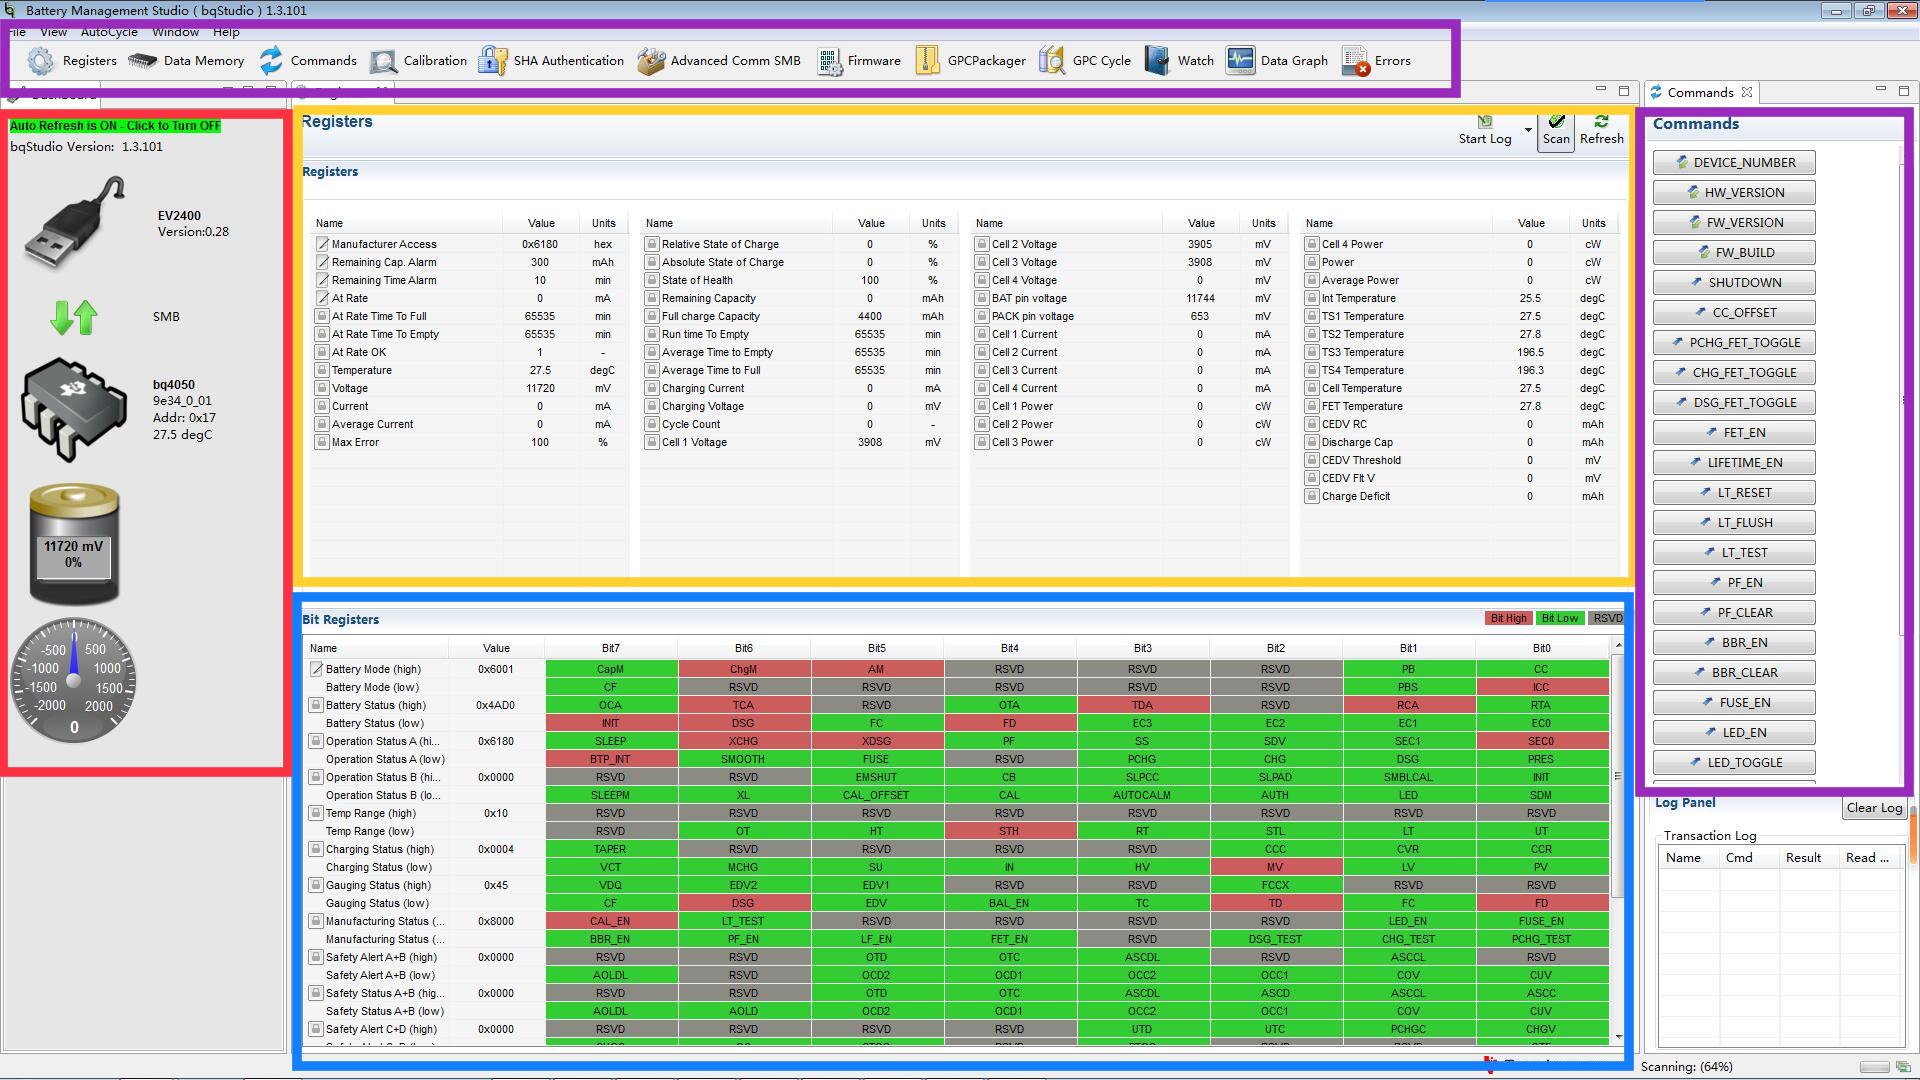 Battery Management Studio ( bqStudio ) 1.3.101
File View AutoCycle Window Help
Registers Data Memory Commands Calibration SHA Authentication Advanced Comm SMB Firmware GPCPackager GPC Cycle Watch Data Graph Errors
Dashboard
Commands
Auto Refresh is ON - Click to Turn OFF
bqStudio Version: 1.3.101
EV2400
Version:0.28
SMB
bq4050
9e34_0_01
Addr: 0x17
27.5 degC
11720 mV
0%
0
-500 500
-1000 1000
-1500 1500
-2000 2000
0
Registers
Start Log Scan Refresh
Registers
Name Value Units Name Value Units Name Value Units Name Value Units
Manufacturer Access 0x6180 hex Relative State of Charge 0 % Cell 2 Voltage 3905 mV Cell 4 Power 0 cW
Remaining Cap. Alarm 300 mAh Absolute State of Charge 0 % Cell 3 Voltage 3908 mV Power 0 cW
Remaining Time Alarm 10 min State of Health 100 % Cell 4 Voltage 0 mV Average Power 0 cW
At Rate 0 mA Remaining Capacity 0 mAh BAT pin voltage 11744 mV Int Temperature 25.5 degC
At Rate Time To Full 65535 min Full charge Capacity 4400 mAh PACK pin voltage 653 mV TS1 Temperature 27.5 degC
At Rate Time To Empty 65535 min Run time To Empty 65535 min Cell 1 Current 0 mA TS2 Temperature 27.8 degC
At Rate OK 1 - Average Time to Empty 65535 min Cell 2 Current 0 mA TS3 Temperature 196.5 degC
Temperature 27.5 degC Average Time to Full 65535 min Cell 3 Current 0 mA TS4 Temperature 196.3 degC
Voltage 11720 mV Charging Current 0 mA Cell 4 Current 0 mA Cell Temperature 27.5 degC
Current 0 mA Charging Voltage 0 mV Cell 1 Power 0 cW FET Temperature 27.8 degC
Average Current 0 mA Cycle Count 0 - Cell 2 Power 0 cW CEDV RC 0 mAh
Max Error 100 % Cell 1 Voltage 3908 mV Cell 3 Power 0 cW Discharge Cap 0 mAh
CEDV Threshold 0 mV
CEDV Flt V 0 mV
Charge Deficit 0 mAh
Bit Registers Bit High Bit Low RSVD
Name Value Bit7 Bit6 Bit5 Bit4 Bit3 Bit2 Bit1 Bit0
Battery Mode (high) 0x6001 CapM ChgM AM RSVD RSVD RSVD PB CC
Battery Mode (low) CF RSVD RSVD RSVD RSVD RSVD PBS ICC
Battery Status (high) 0x4AD0 OCA TCA RSVD OTA TDA RSVD RCA RTA
Battery Status (low) INIT DSG FC FD EC3 EC2 EC1 EC0
Operation Status A (hi... 0x6180 SLEEP XCHG XDSG PF SS SDV SEC1 SEC0
Operation Status A (low) BTP_INT SMOOTH FUSE RSVD PCHG CHG DSG PRES
Operation Status B (hi... 0x0000 RSVD RSVD EMSHUT CB SLPCC SLPAD SMBLCAL INIT
Operation Status B (lo... SLEEPM XL CAL_OFFSET CAL AUTOCALM AUTH LED SDM
Temp Range (high) 0x10 RSVD RSVD RSVD RSVD RSVD RSVD RSVD RSVD
Temp Range (low) RSVD OT HT STH RT STL LT UT
Charging Status (high) 0x0004 TAPER RSVD RSVD RSVD RSVD CCC CVR CCR
Charging Status (low) VCT MCHG SU IN HV MV LV PV
Gauging Status (high) 0x45 VDQ EDV2 EDV1 RSVD RSVD FCCX RSVD RSVD
Gauging Status (low) CF DSG EDV BAL_EN TC TD FC FD
Manufacturing Status (... 0x8000 CAL_EN LT_TEST RSVD RSVD RSVD RSVD LED_EN FUSE_EN
Manufacturing Status (... BBR_EN PF_EN LF_EN FET_EN RSVD DSG_TEST CHG_TEST PCHG_TEST
Safety Alert A+B (high) 0x0000 RSVD RSVD OTD OTC ASCDL RSVD ASCCL RSVD
Safety Alert A+B (low) AOLDL RSVD OCD2 OCD1 OCC2 OCC1 COV CUV
Safety Status A+B (hig... 0x0000 RSVD RSVD OTD OTC ASCDL ASCD ASCCL ASCC
Safety Status A+B (low) AOLDL AOLD OCD2 OCD1 OCC2 OCC1 COV CUV
Safety Alert C+D (high) 0x0000 RSVD RSVD RSVD RSVD UTD UTC PCHGC CHGV
Commands
DEVICE_NUMBER
HW_VERSION
FW_VERSION
FW_BUILD
SHUTDOWN
CC_OFFSET
PCHG_FET_TOGGLE
CHG_FET_TOGGLE
DSG_FET_TOGGLE
FET_EN
LIFETIME_EN
LT_RESET
LT_FLUSH
LT_TEST
PF_EN
PF_CLEAR
BBR_EN
BBR_CLEAR
FUSE_EN
LED_EN
LED_TOGGLE
Log Panel Clear Log
Transaction Log
Name Cmd Result Read ...
Scanning: (64%)